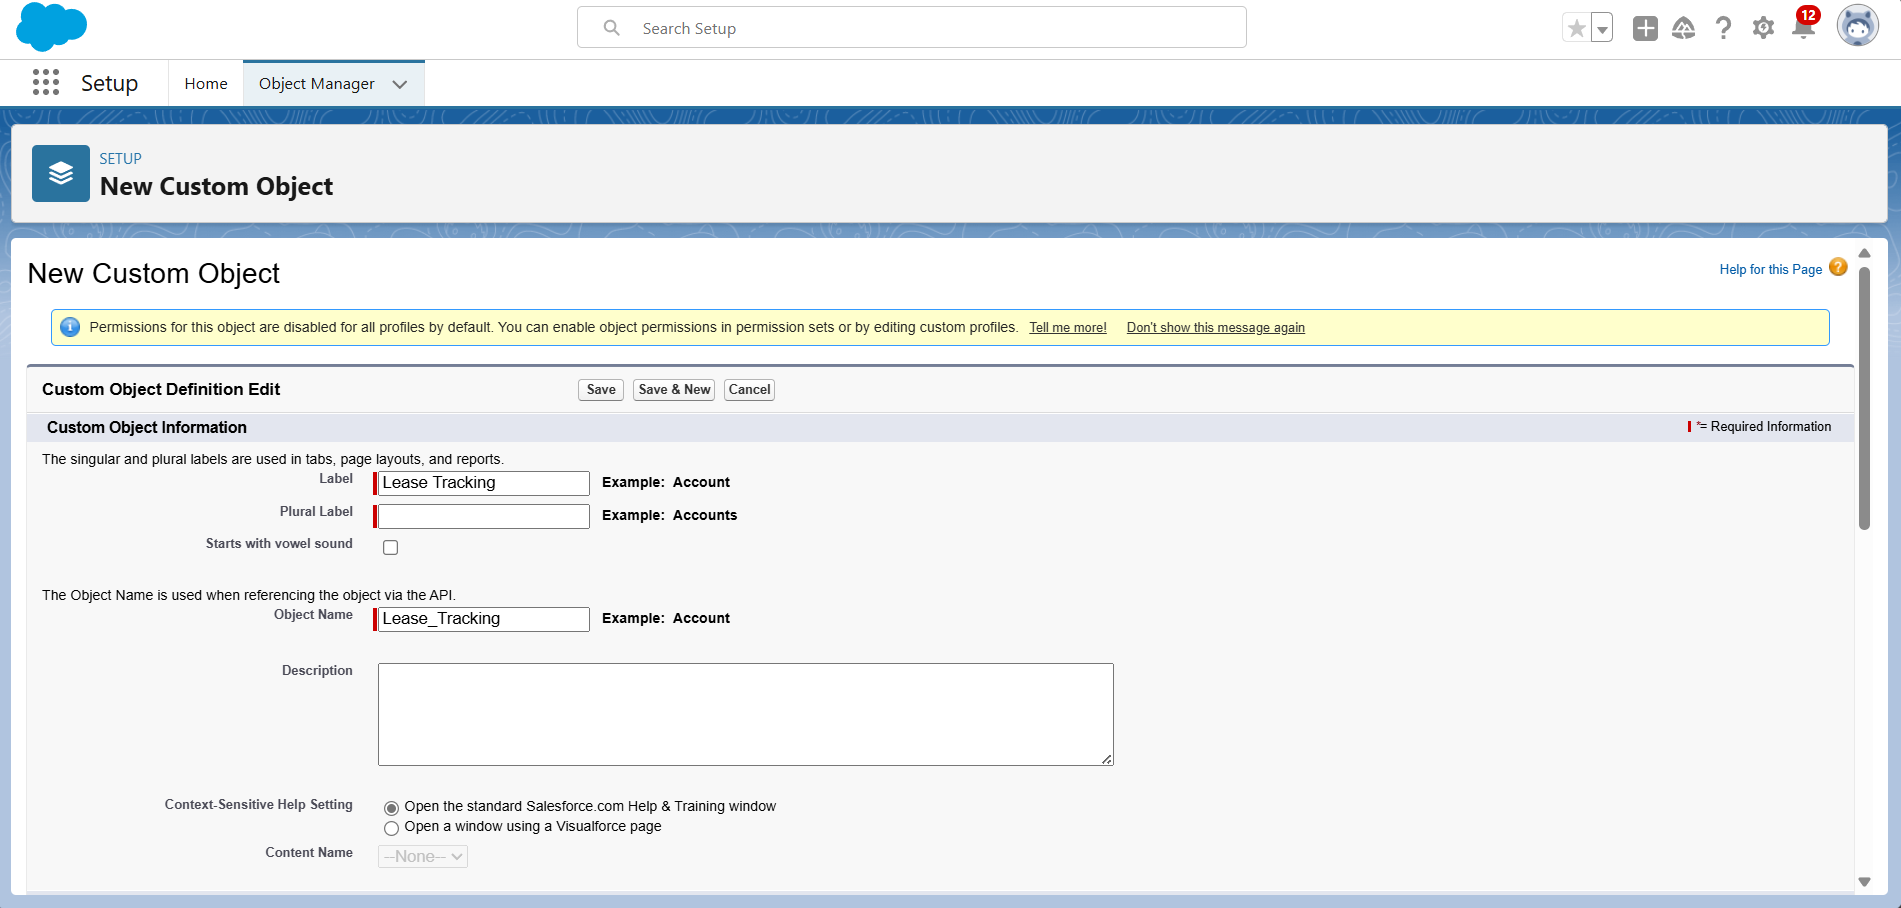 Search Setup
12
Setup
Home
Object Manager
SETUP
New Custom Object
New Custom Object
Help for this Page ?
i Permissions for this object are disabled for all profiles by default. You can enable object permissions in permission sets or by editing custom profiles. Tell me more! Don't show this message again
Custom Object Definition Edit Save Save & New Cancel
Custom Object Information *= Required Information
The singular and plural labels are used in tabs, page layouts, and reports.
Label Lease Tracking Example: Account
Plural Label Example: Accounts
Starts with vowel sound
The Object Name is used when referencing the object via the API.
Object Name Lease_Tracking Example: Account
Description
Context-Sensitive Help Setting Open the standard Salesforce.com Help & Training window
Open a window using a Visualforce page
Content Name --None--